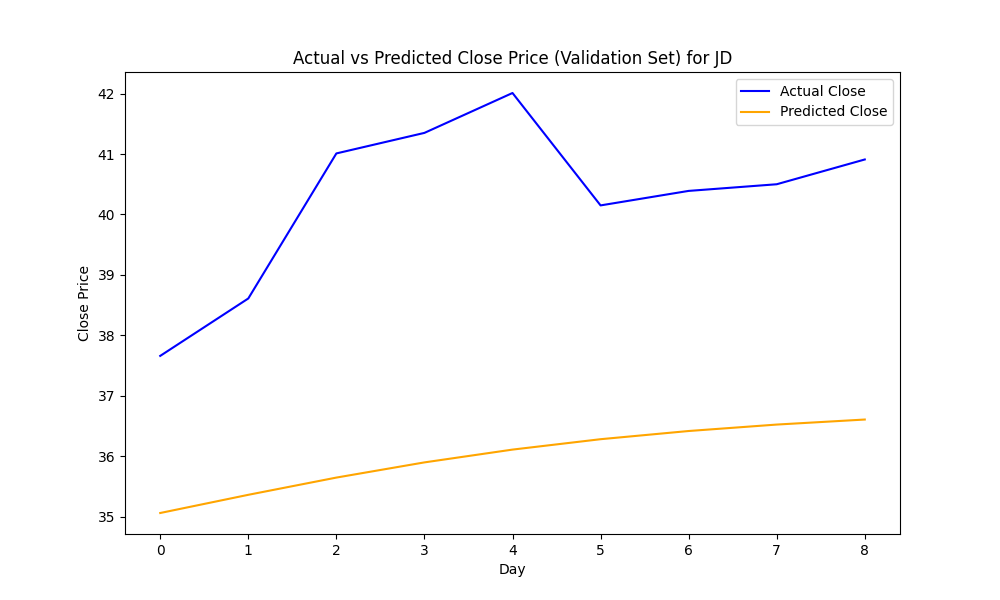 Actual vs Predicted Close Price (Validation Set) for JD
Actual Close
Predicted Close
Close Price
42
41
40
39
38
37
36
35
0 1 2 3 4 5 6 7 8
Day